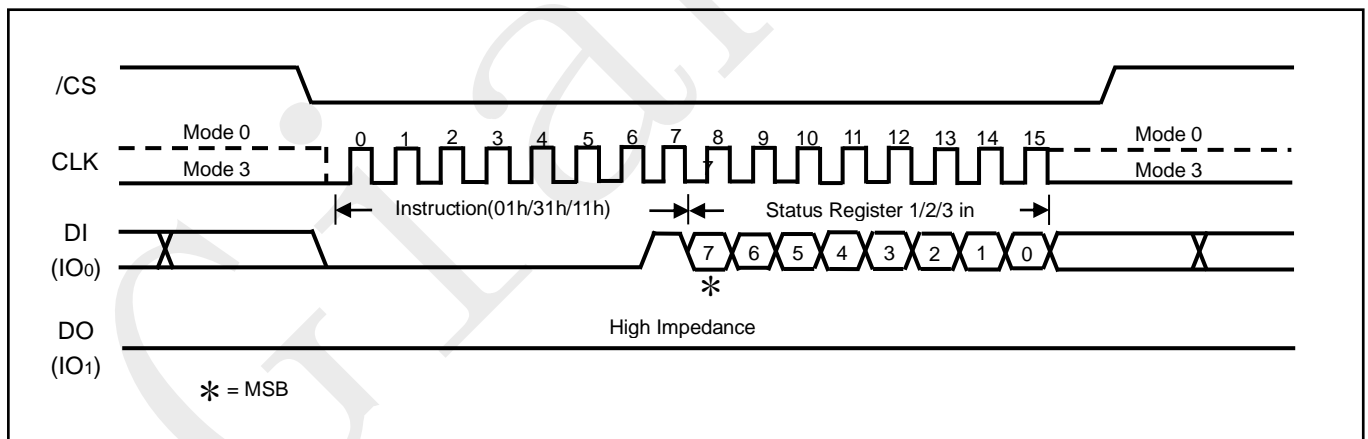 /CS
Mode 0
CLK
Mode 3
0 1 2 3 4 5 6 7 8 9 10 11 12 13 14 15
7
Mode 0
Mode 3
Instruction(01h/31h/11h)
Status Register 1/2/3 in
DI
(IO0)
7 6 5 4 3 2 1 0
*
DO
(IO1)
High Impedance
* = MSB
Gia